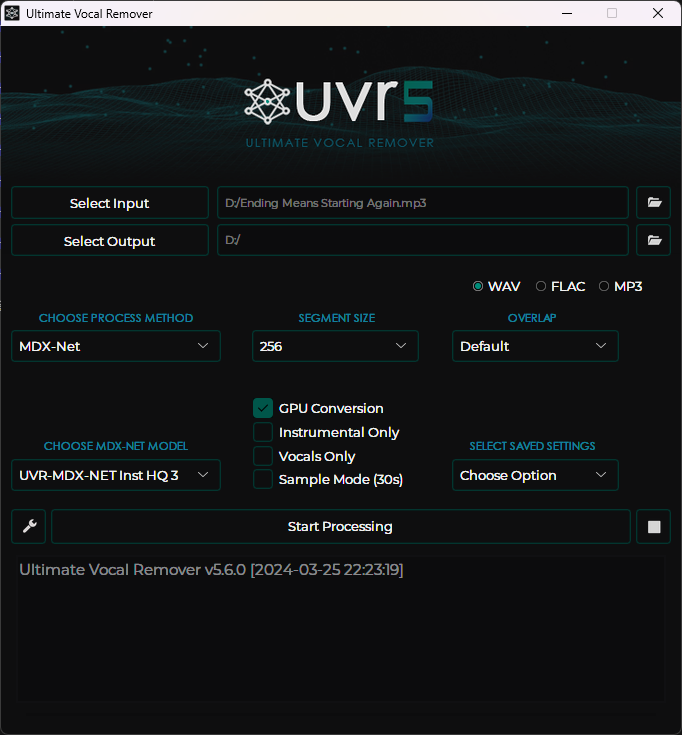 Ultimate Vocal Remover
uvr5
ULTIMATE VOCAL REMOVER
Select Input
D:/Ending Means Starting Again.mp3
Select Output
D:/
WAV FLAC MP3
CHOOSE PROCESS METHOD
SEGMENT SIZE
OVERLAP
MDX-Net
256
Default
GPU Conversion
Instrumental Only
Vocals Only
Sample Mode (30s)
CHOOSE MDX-NET MODEL
UVR-MDX-NET Inst HQ 3
SELECT SAVED SETTINGS
Choose Option
Start Processing
Ultimate Vocal Remover v5.6.0 [2024-03-25 22:23:19]